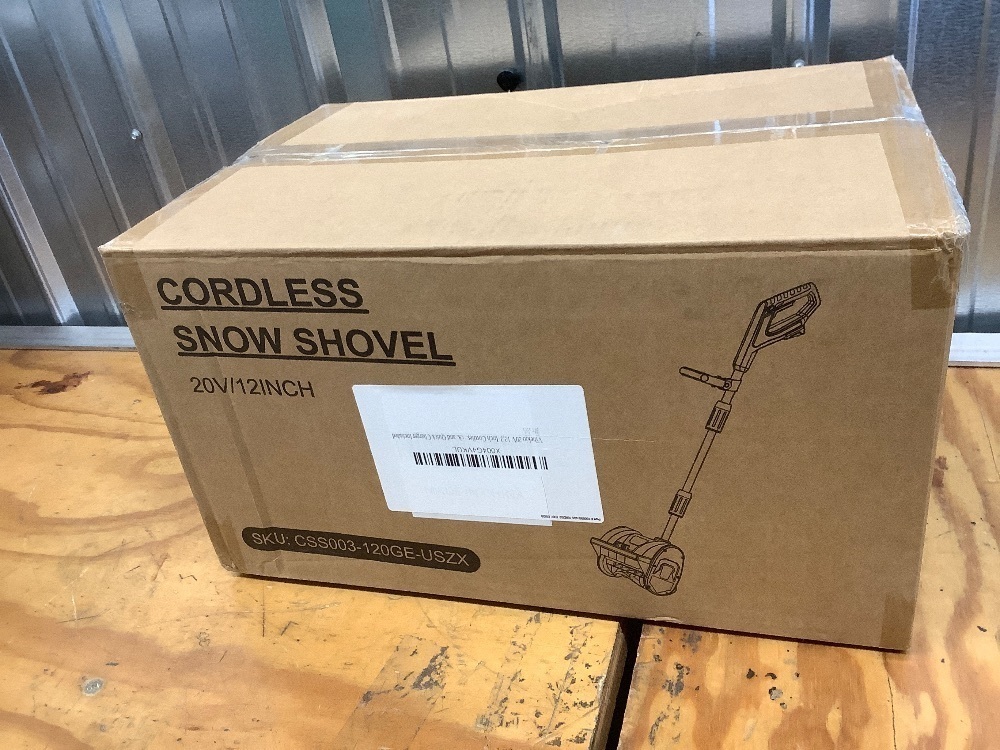 CORDLESS
SNOW SHOVEL
20V/12INCH
SKU: CSS003-120GE-USZX